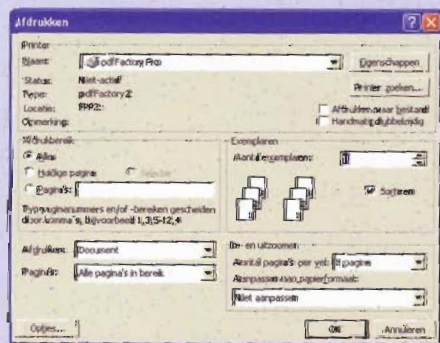 Afdrukken
Printer
Naam: pdfFactory Pro
Eigenschappen
Status: Niet-actief
Type: pdfFactory 2
Locatie: FPP2:
Opmerking:
Printer zoeken...
Afdrukken naar bestand
Handmatig dubbelzijdig
Afdrukbereik
Alles
Huidige pagina
Selectie
Pagina's:
Typ paginanummers en/of -bereiken gescheiden
door komma's, bijvoorbeeld 1,3,5-12,4
Exemplaren
Aantal exemplaren: 1
Sorteren
Afdrukken: Document
Pagina's: Alle pagina's in bereik
In- en uitzoomen
Aantal pagina's per vel: 1 pagina
Aanpassen aan papierformaat:
Niet aanpassen
Opties...
OK
Annuleren